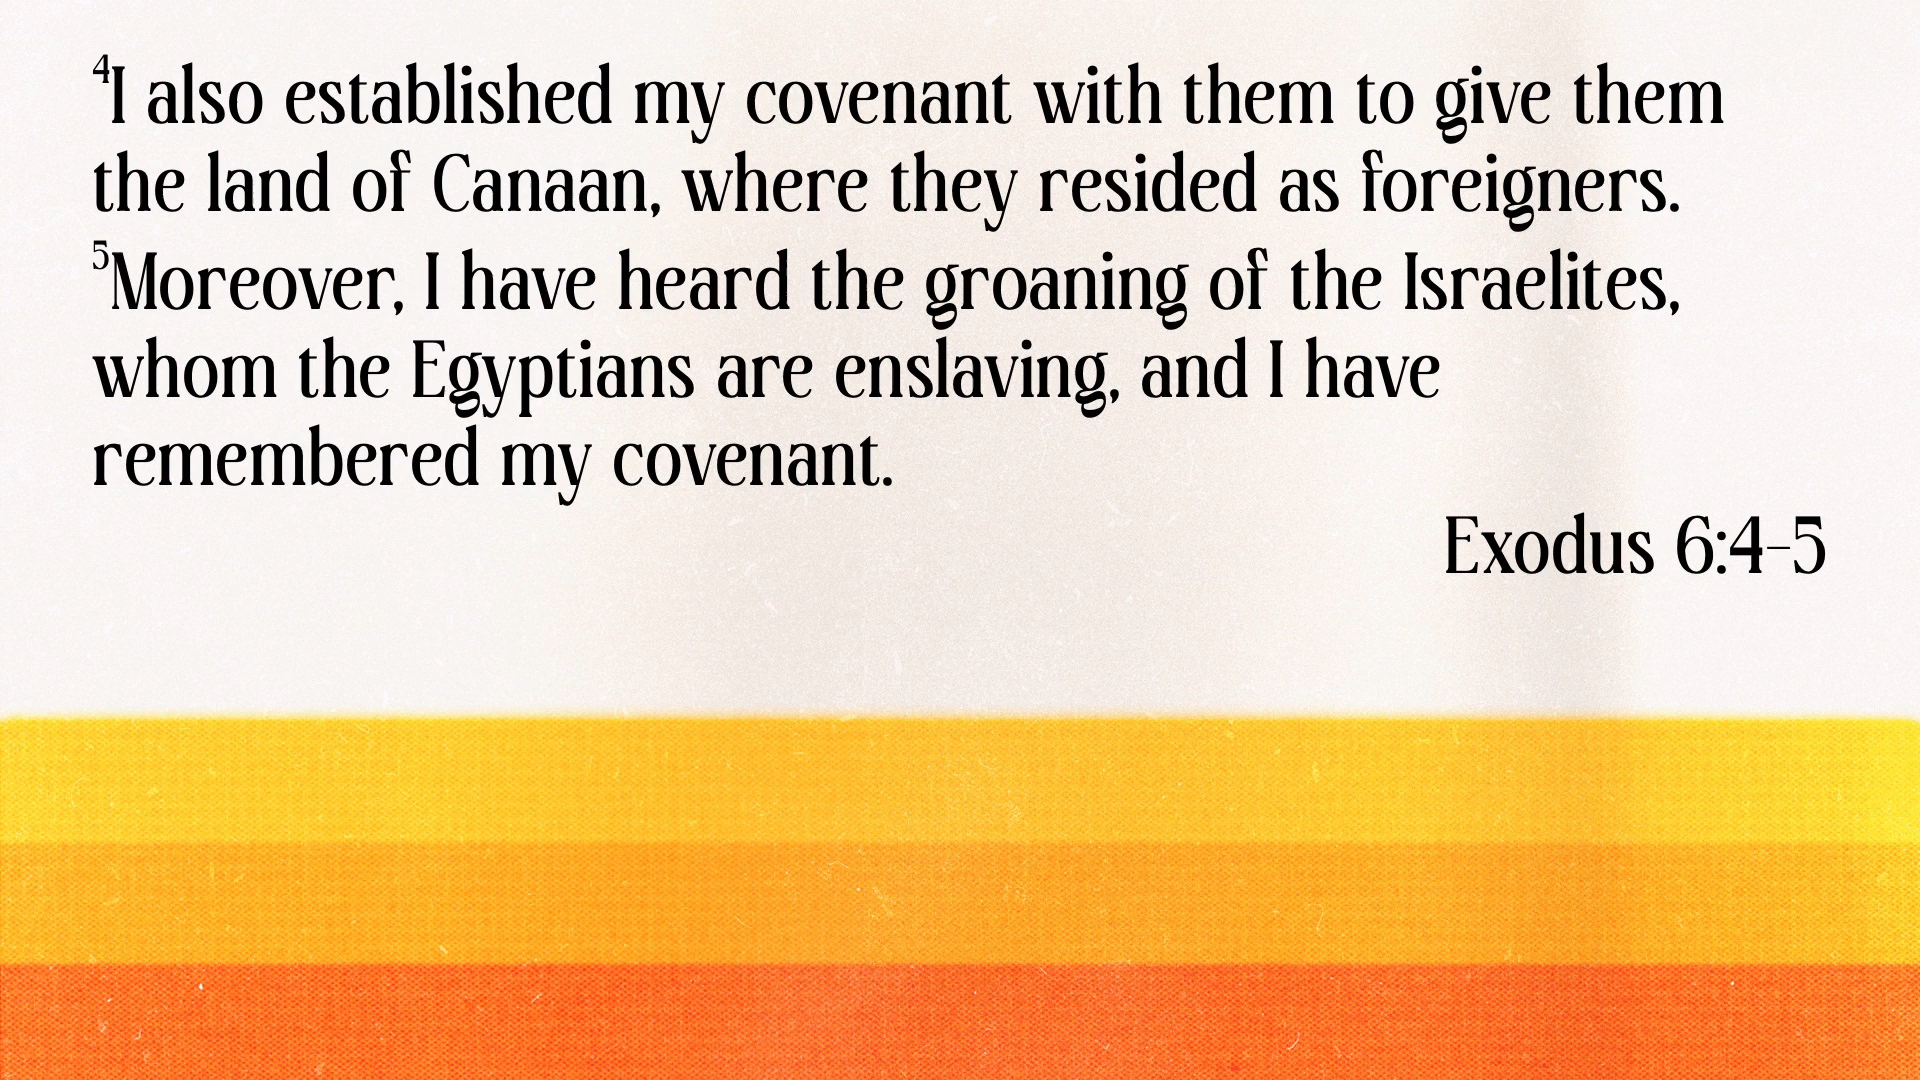 ⁴I also established my covenant with them to give them
the land of Canaan, where they resided as foreigners.
⁵Moreover, I have heard the groaning of the Israelites,
whom the Egyptians are enslaving, and I have
remembered my covenant.
Exodus 6:4–5